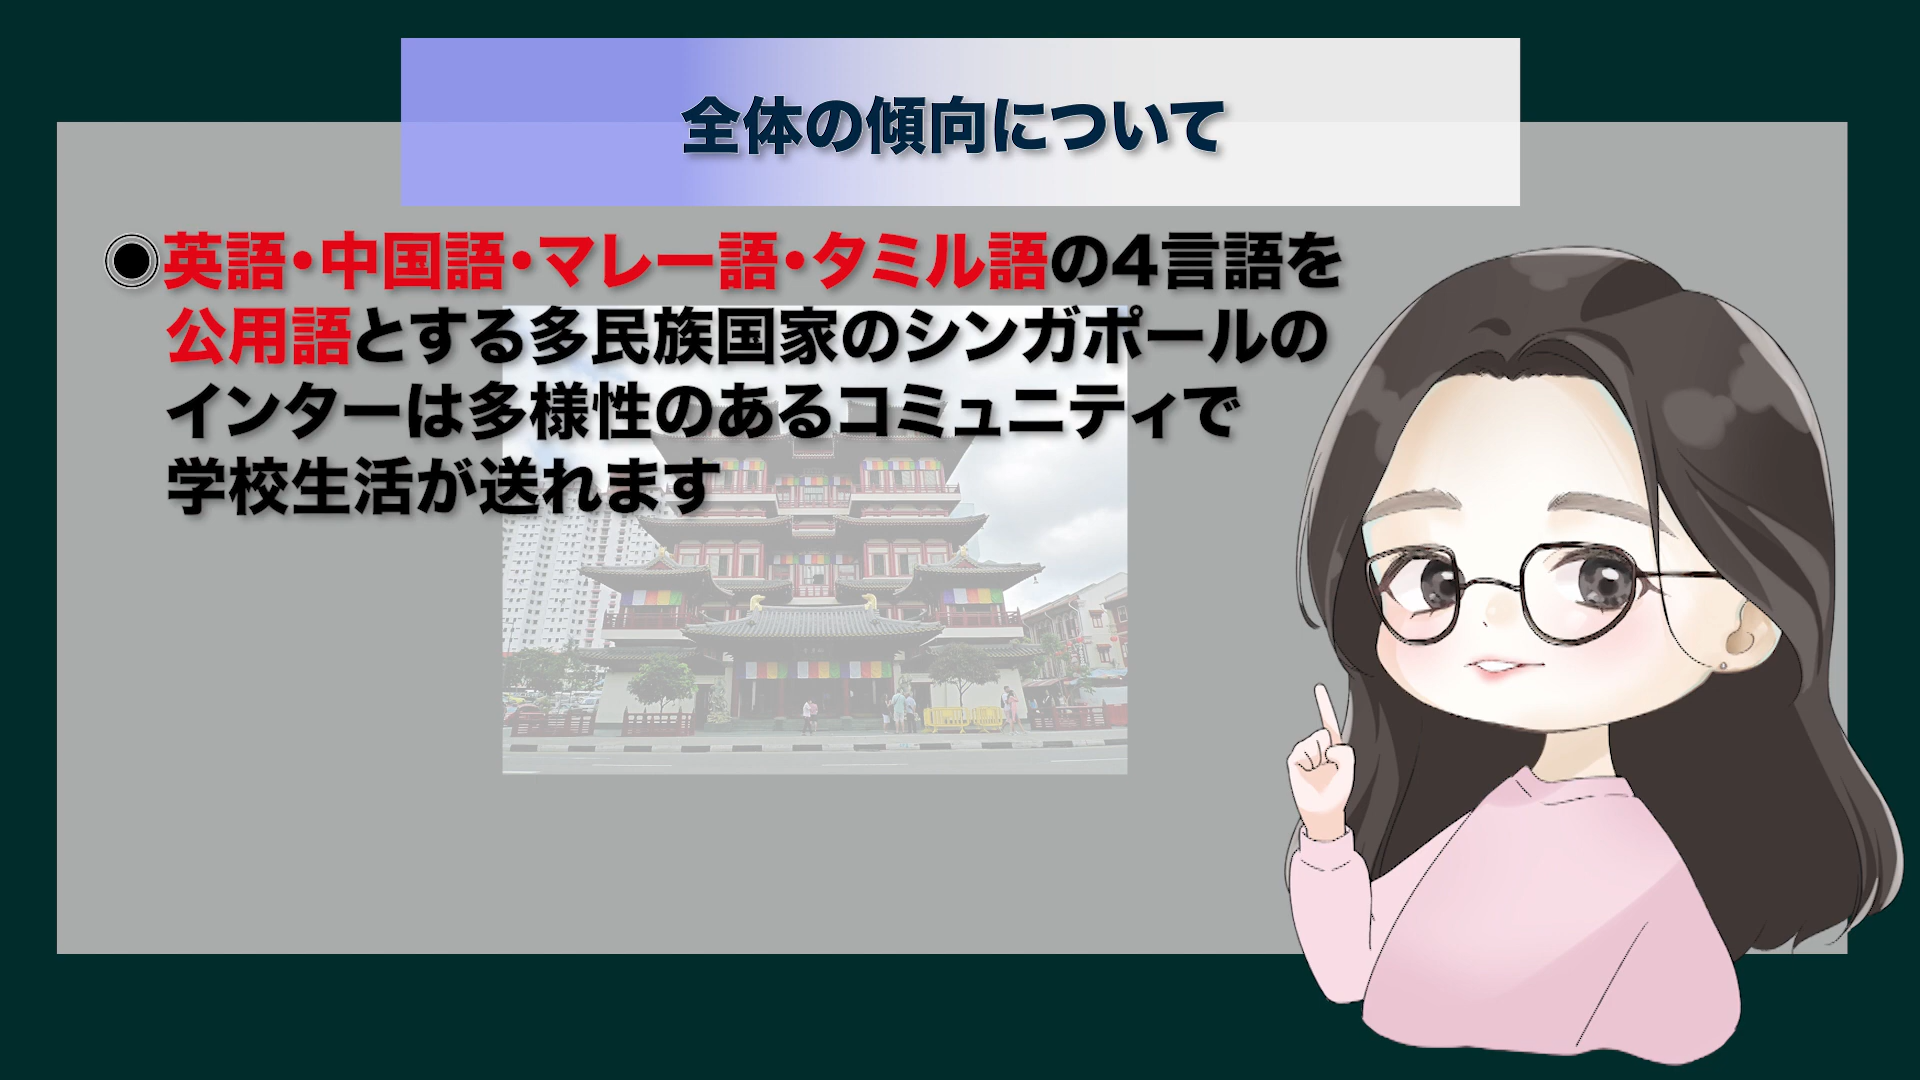 全体の傾向について
◉英語・中国語・マレー語・タミル語の4言語を
公用語とする多民族国家のシンガポールの
インターは多様性のあるコミュニティで
学校生活が送れます